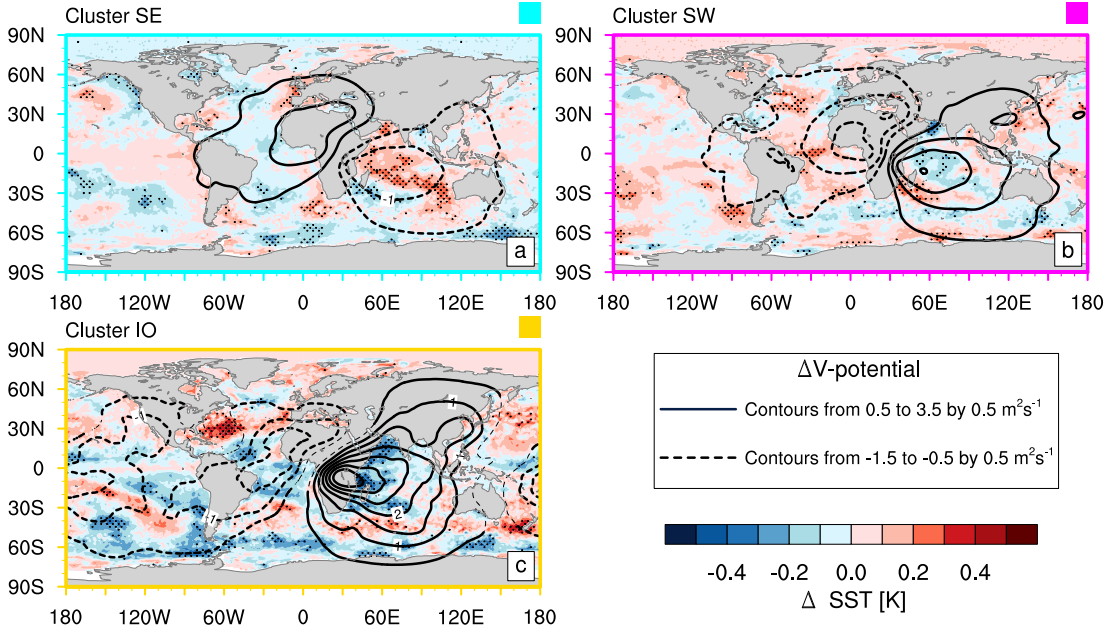 Cluster SE
90N
60N
30N
0
30S
60S
90S
-1
a
180 120W 60W 0 60E 120E 180
Cluster SW
90N
60N
30N
0
30S
60S
90S
b
180 120W 60W 0 60E 120E 180
Cluster IO
90N
60N
30N
0
30S
60S
90S
-1
1
-1
2
1
c
180 120W 60W 0 60E 120E 180
ΔV-potential
Contours from 0.5 to 3.5 by 0.5 m²s⁻¹
Contours from -1.5 to -0.5 by 0.5 m²s⁻¹
-0.4 -0.2 0.0 0.2 0.4
Δ SST [K]